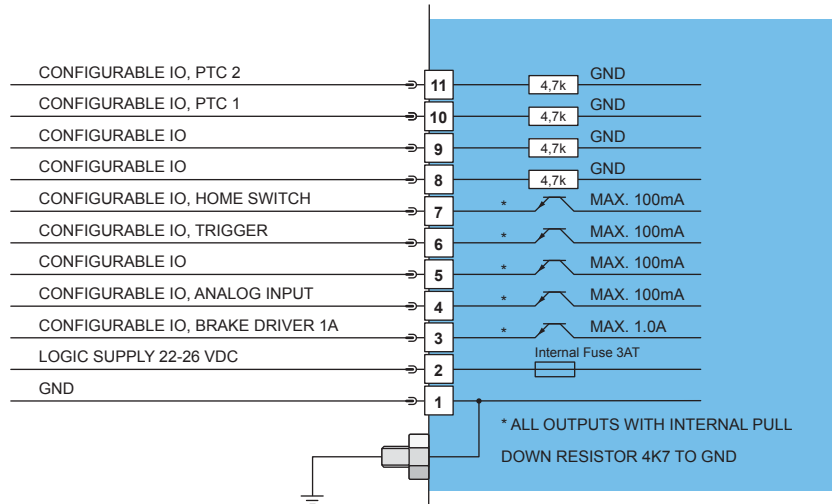 CONFIGURABLE IO, PTC 2 11 4,7k GND
CONFIGURABLE IO, PTC 1 10 4,7k GND
CONFIGURABLE IO 9 4,7k GND
CONFIGURABLE IO 8 4,7k GND
CONFIGURABLE IO, HOME SWITCH 7 * MAX. 100mA
CONFIGURABLE IO, TRIGGER 6 * MAX. 100mA
CONFIGURABLE IO 5 * MAX. 100mA
CONFIGURABLE IO, ANALOG INPUT 4 * MAX. 100mA
CONFIGURABLE IO, BRAKE DRIVER 1A 3 * MAX. 1.0A
LOGIC SUPPLY 22-26 VDC 2 Internal Fuse 3AT
GND 1
* ALL OUTPUTS WITH INTERNAL PULL
DOWN RESISTOR 4K7 TO GND